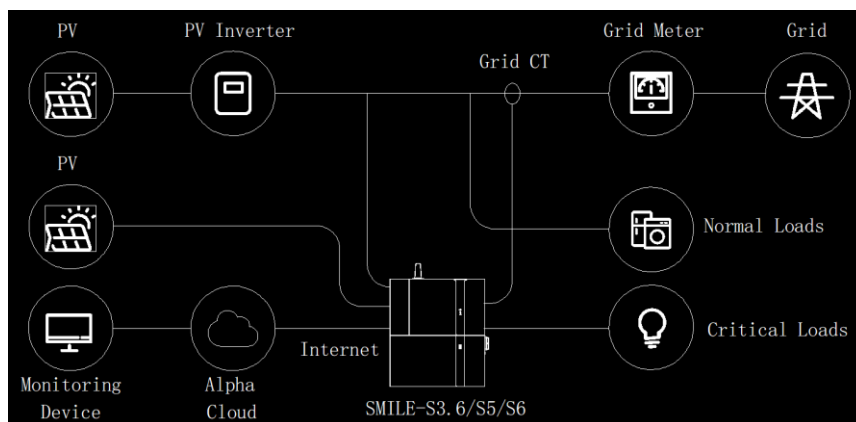 PV
PV Inverter
Grid CT
Grid Meter
Grid
PV
Normal Loads
Internet
Critical Loads
Monitoring
Device
Alpha
Cloud
SMILE-S3.6/S5/S6